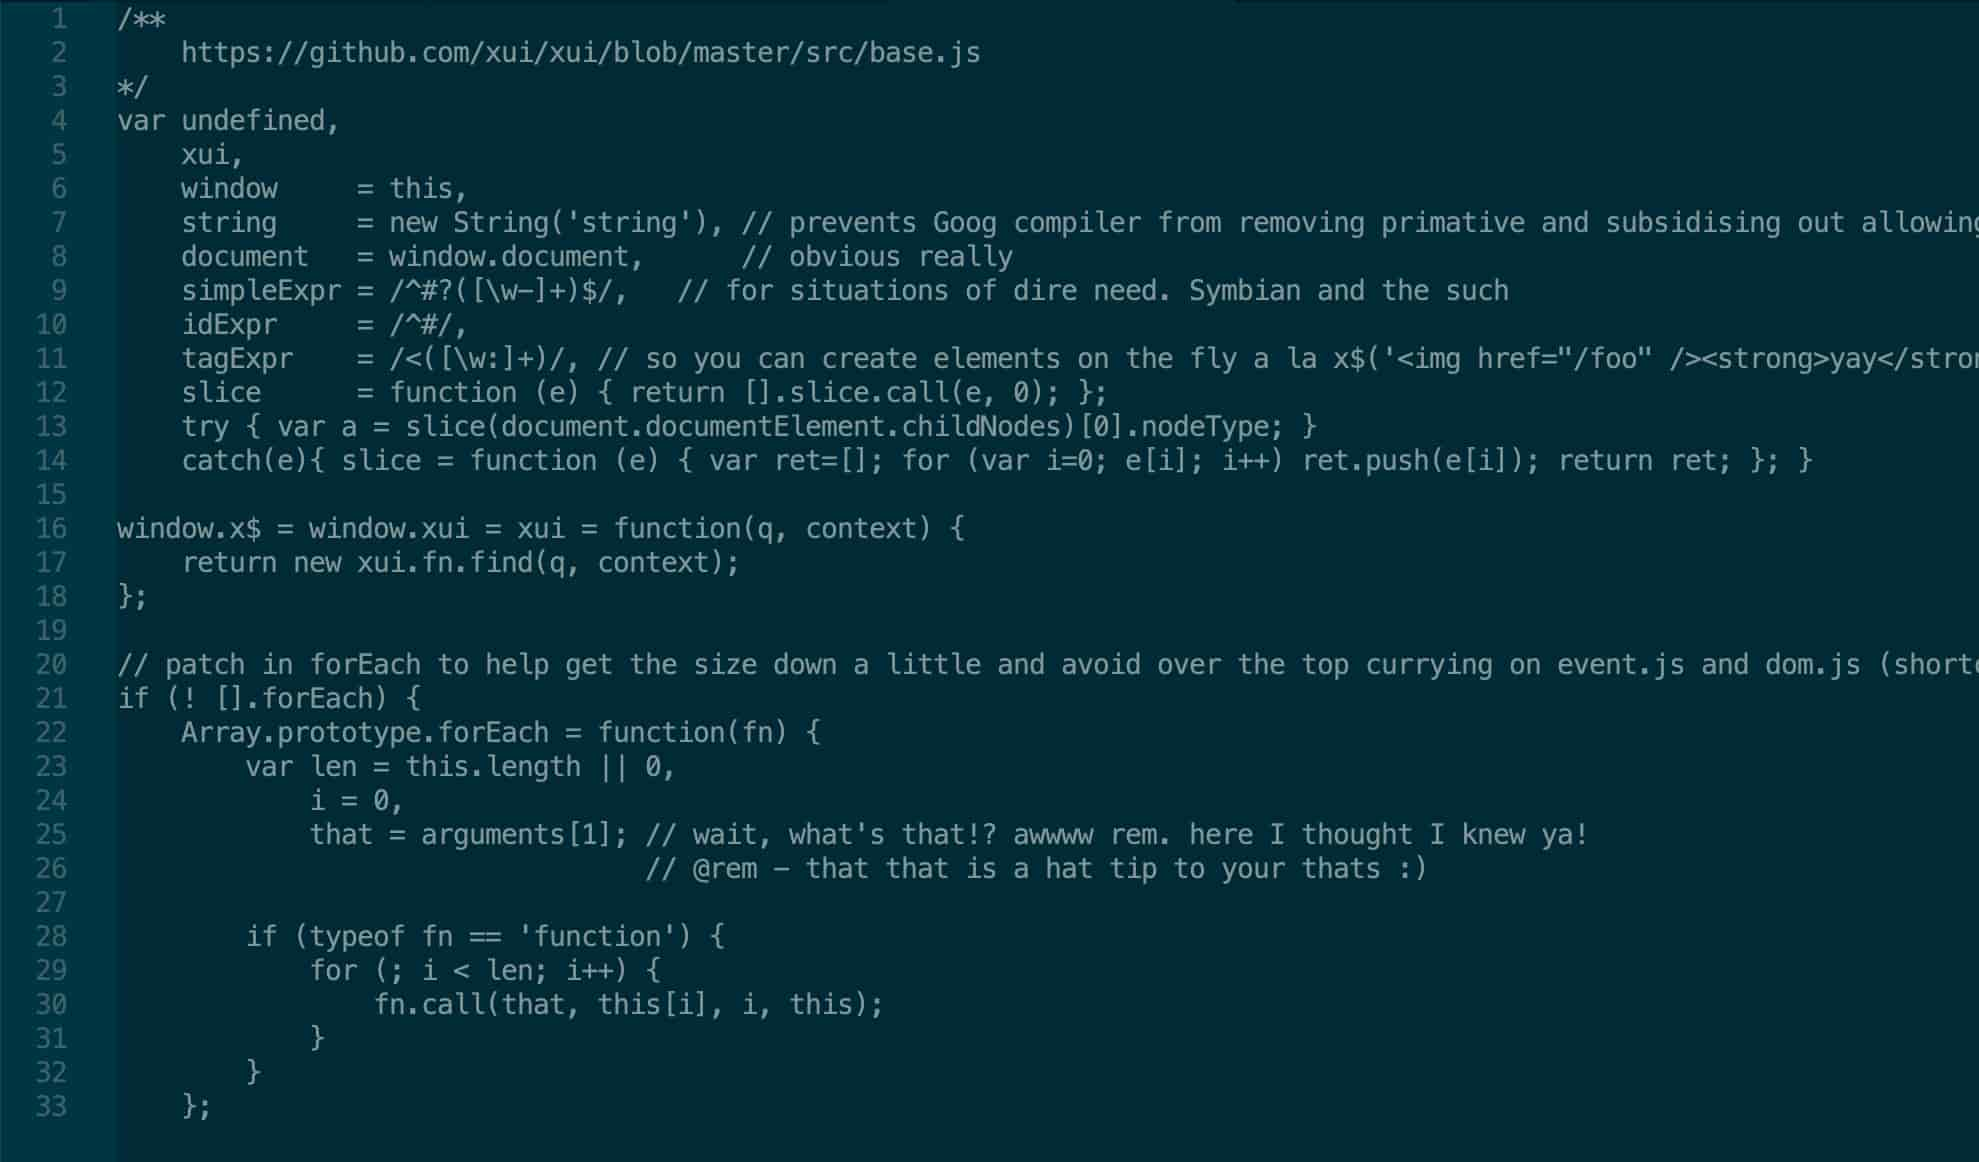 1 /**
2     https://github.com/xui/xui/blob/master/src/base.js
3 */
4 var undefined,
5     xui,
6     window     = this,
7     string     = new String('string'), // prevents Goog compiler from removing primative and subsidising out allowing
8     document   = window.document,      // obvious really
9     simpleExpr = /^#?([\w-]+)$/,   // for situations of dire need. Symbian and the such
10     idExpr     = /^#/,
11     tagExpr    = /<([\w:]+)/, // so you can create elements on the fly a la x$('<img href="/foo" /><strong>yay</stron
12     slice      = function (e) { return [].slice.call(e, 0); };
13     try { var a = slice(document.documentElement.childNodes)[0].nodeType; }
14     catch(e){ slice = function (e) { var ret=[]; for (var i=0; e[i]; i++) ret.push(e[i]); return ret; }; }
15
16 window.x$ = window.xui = xui = function(q, context) {
17     return new xui.fn.find(q, context);
18 };
19
20 // patch in forEach to help get the size down a little and avoid over the top currying on event.js and dom.js (shortc
21 if (! [].forEach) {
22     Array.prototype.forEach = function(fn) {
23         var len = this.length || 0,
24             i = 0,
25             that = arguments[1]; // wait, what's that!? awwww rem. here I thought I knew ya!
26                                  // @rem - that that is a hat tip to your thats :)
27
28         if (typeof fn == 'function') {
29             for (; i < len; i++) {
30                 fn.call(that, this[i], i, this);
31             }
32         }
33     };